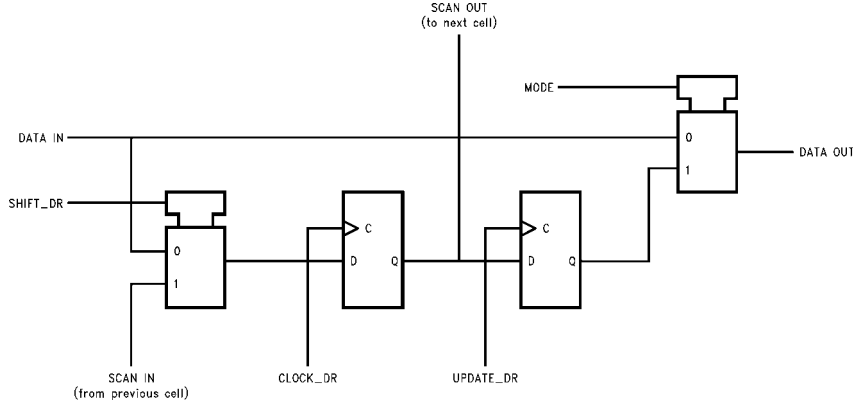 SCAN OUT
(to next cell)
MODE
DATA IN
0
DATA OUT
1
SHIFT_DR
C
C
0
D
Q
D
Q
1
SCAN IN
(from previous cell)
CLOCK_DR
UPDATE_DR